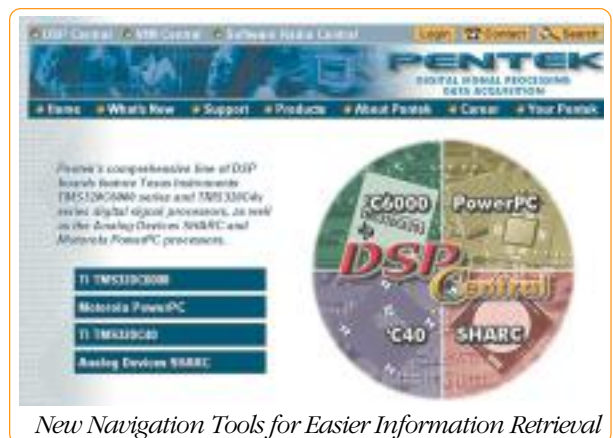 DSP Central VIM Central Software Radio Central Login Contact Search
PENTEK
DIGITAL SIGNAL PROCESSING
DATA ACQUISITION
Home What's New Support Products About Pentek Career Your Pentek
Pentek's comprehensive line of DSP
boards feature Texas Instruments
TMS320C6000 series and TMS320C4x
series digital signal processors, as well
as the Analog Devices SHARC and
Motorola PowerPC processors.
'C6000 PowerPC
DSP
Central
'C40 SHARC
TI TMS320C6000
Motorola PowerPC
TI TMS320C40
Analog Devices SHARC
New Navigation Tools for Easier Information Retrieval